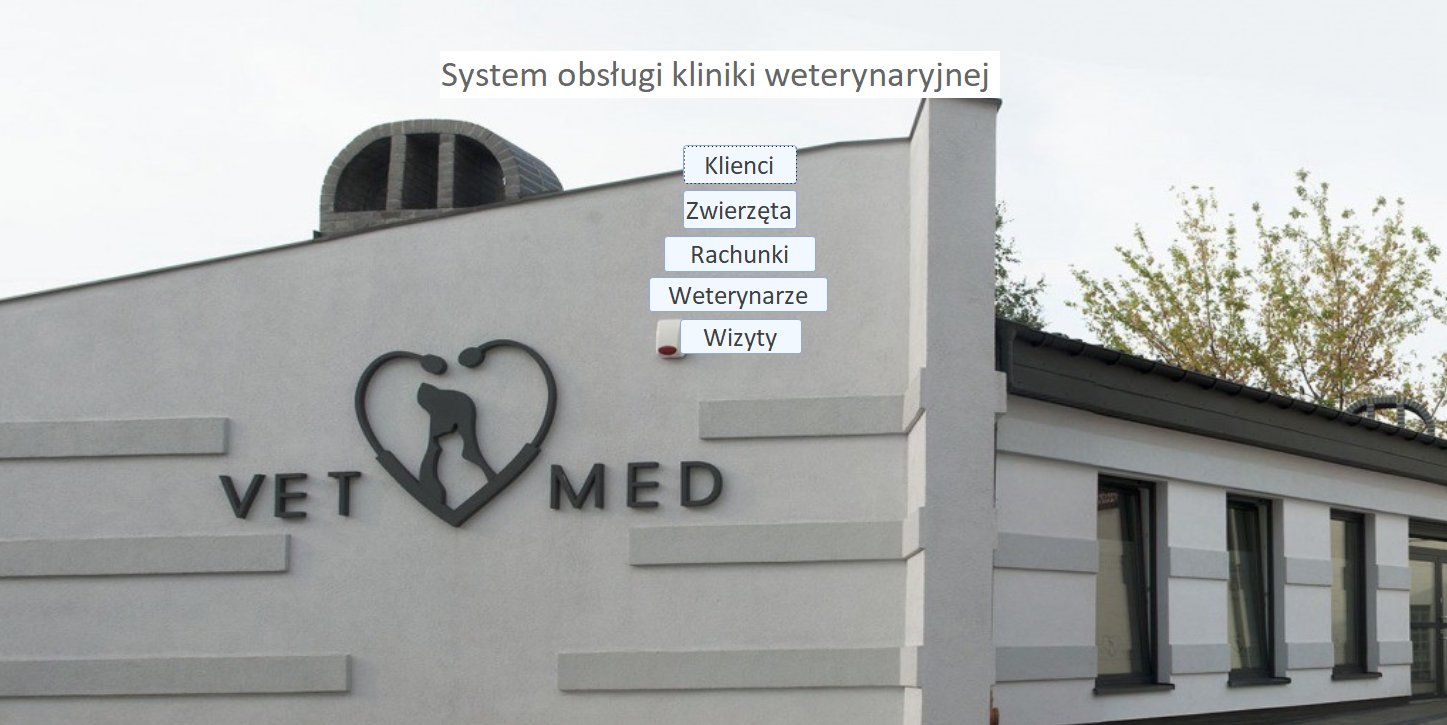 System obsługi kliniki weterynaryjnej
Klienci
Zwierzęta
Rachunki
Weterynarze
Wizyty
VET MED